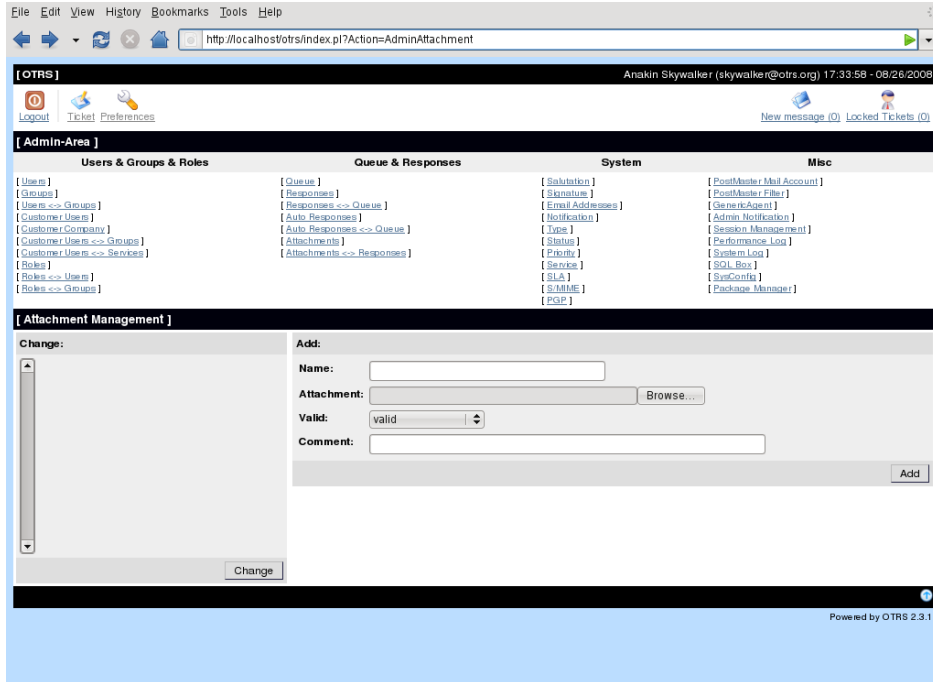 File Edit View History Bookmarks Tools Help
http://localhost/otrs/index.pl?Action=AdminAttachment
[ OTRS ] Anakin Skywalker (skywalker@otrs.org) 17:33:58 - 08/26/2008
Logout Ticket Preferences New message (0) Locked Tickets (0)
[ Admin-Area ]
Users & Groups & Roles Queue & Responses System Misc
[ Users ] [ Queue ] [ Salutation ] [ PostMaster Mail Account ]
[ Groups ] [ Responses ] [ Signature ] [ PostMaster Filter ]
[ Users <-> Groups ] [ Responses <-> Queue ] [ Email Addresses ] [ GenericAgent ]
[ Customer Users ] [ Auto Responses ] [ Notification ] [ Admin Notification ]
[ Customer Company ] [ Auto Responses <-> Queue ] [ Type ] [ Session Management ]
[ Customer Users <-> Groups ] [ Attachments ] [ Status ] [ Performance Log ]
[ Customer Users <-> Services ] [ Attachments <-> Responses ] [ Priority ] [ System Log ]
[ Roles ] [ Service ] [ SQL Box ]
[ Roles <-> Users ] [ SLA ] [ SysConfig ]
[ Roles <-> Groups ] [ S/MIME ] [ Package Manager ]
[ PGP ]
[ Attachment Management ]
Change: Add:
Name:
Attachment: Browse...
Valid: valid
Comment:
Add
Change
Powered by OTRS 2.3.1